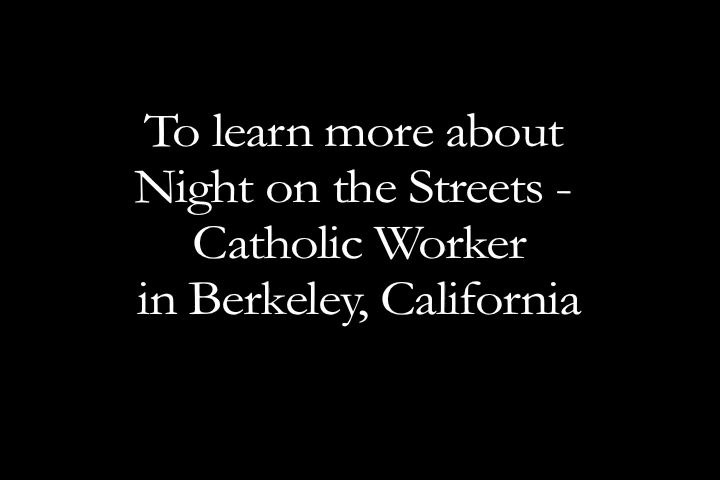 To learn more about
Night on the Streets -
Catholic Worker
in Berkeley, California